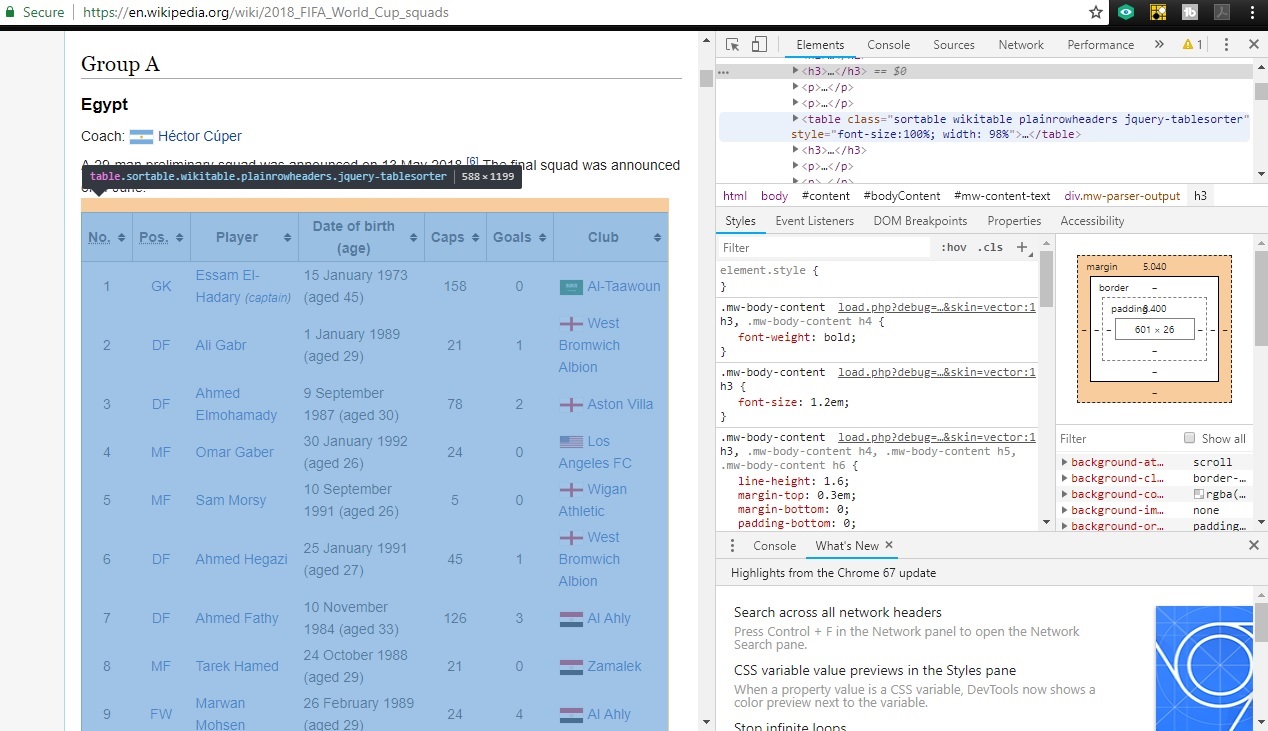 Secure https://en.wikipedia.org/wiki/2018_FIFA_World_Cup_squads
Group A
Egypt
Coach: Héctor Cúper
A 29-man preliminary squad was announced on 13 May 2018.[6] The final squad was announced
June.
table.sortable.wikitable.plainrowheaders.jquery-tablesorter 588 × 1199
No. Pos. Player Date of birth (age) Caps Goals Club
1 GK Essam El-Hadary (captain) 15 January 1973 (aged 45) 158 0 Al-Taawoun
2 DF Ali Gabr 1 January 1989 (aged 29) 21 1 West Bromwich Albion
3 DF Ahmed Elmohamady 9 September 1987 (aged 30) 78 2 Aston Villa
4 MF Omar Gaber 30 January 1992 (aged 26) 24 0 Los Angeles FC
5 MF Sam Morsy 10 September 1991 (aged 26) 5 0 Wigan Athletic
6 DF Ahmed Hegazi 25 January 1991 (aged 27) 45 1 West Bromwich Albion
7 DF Ahmed Fathy 10 November 1984 (aged 33) 126 3 Al Ahly
8 MF Tarek Hamed 24 October 1988 (aged 29) 21 0 Zamalek
9 FW Marwan Mohsen 26 February 1989 (aged 29) 24 4 Al Ahly
Elements Console Sources Network Performance » 1
<h3>…</h3> == $0
<p>…</p>
<p>…</p>
<table class="sortable wikitable plainrowheaders jquery-tablesorter"
style="font-size:100%; width: 98%">…</table>
<h3>…</h3>
<p>…</p>
<p>…</p>
html body #content #bodyContent #mw-content-text div.mw-parser-output h3
Styles Event Listeners DOM Breakpoints Properties Accessibility
Filter :hov .cls +
element.style {
}
.mw-body-content load.php?debug=…&skin=vector:1
h3, .mw-body-content h4 {
font-weight: bold;
}
.mw-body-content load.php?debug=…&skin=vector:1
h3 {
font-size: 1.2em;
}
.mw-body-content load.php?debug=…&skin=vector:1
h3, .mw-body-content h4, .mw-body-content h5,
.mw-body-content h6 {
line-height: 1.6;
margin-top: 0.3em;
margin-bottom: 0;
padding-bottom: 0;
margin 5.040
border –
padding 8.400
601 × 26
Filter Show all
background-at… scroll
background-cl… border-…
background-co… rgba(…
background-im… none
background-or… padding…
Console What's New
Highlights from the Chrome 67 update
Search across all network headers
Press Control + F in the Network panel to open the Network
Search pane.
CSS variable value previews in the Styles pane
When a property value is a CSS variable, DevTools now shows a
color preview next to the variable.
Stop infinite loops